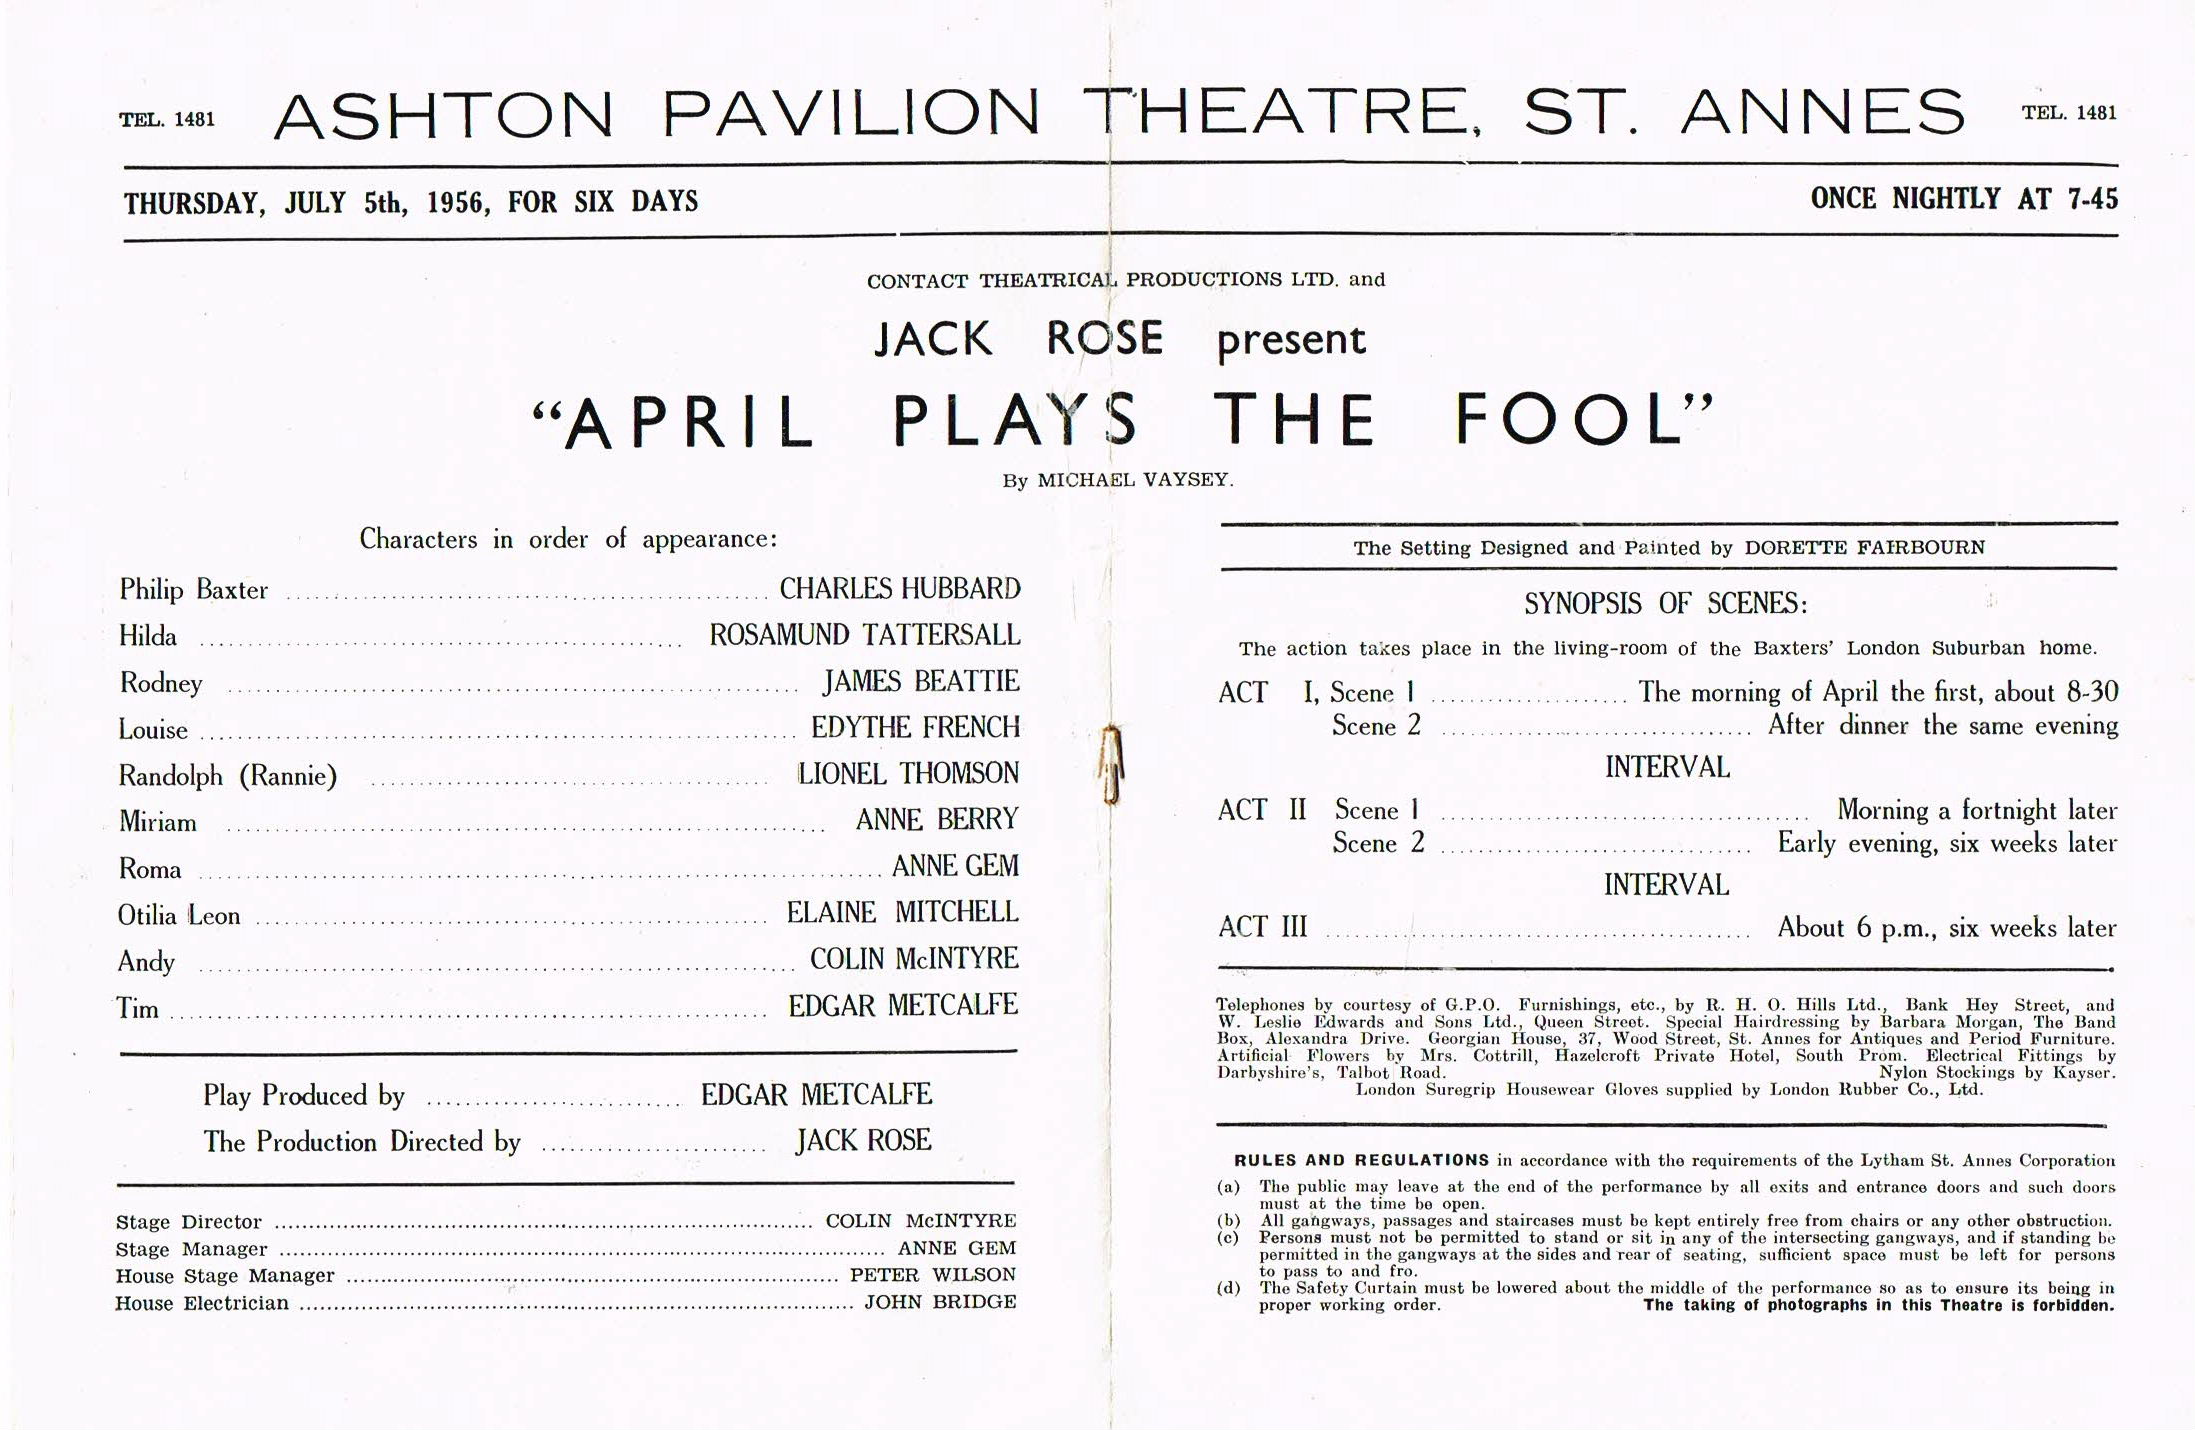 TEL. 1481 ASHTON PAVILION THEATRE, ST. ANNES TEL. 1481
THURSDAY, JULY 5th, 1956, FOR SIX DAYS ONCE NIGHTLY AT 7-45
CONTACT THEATRICAL PRODUCTIONS LTD. and
JACK ROSE present
“APRIL PLAYS THE FOOL”
By MICHAEL VAYSEY.
Characters in order of appearance:
Philip Baxter ........ CHARLES HUBBARD
Hilda ........ ROSAMUND TATTERSALL
Rodney ........ JAMES BEATTIE
Louise ........ EDYTHE FRENCH
Randolph (Rannie) ........ LIONEL THOMSON
Miriam ........ ANNE BERRY
Roma ........ ANNE GEM
Otilia Leon ........ ELAINE MITCHELL
Andy ........ COLIN McINTYRE
Tim ........ EDGAR METCALFE
Play Produced by ........ EDGAR METCALFE
The Production Directed by ........ JACK ROSE
Stage Director ........ COLIN McINTYRE
Stage Manager ........ ANNE GEM
House Stage Manager ........ PETER WILSON
House Electrician ........ JOHN BRIDGE
The Setting Designed and Painted by DORETTE FAIRBOURN
SYNOPSIS OF SCENES:
The action takes place in the living-room of the Baxters' London Suburban home.
ACT I, Scene 1 ........ The morning of April the first, about 8-30
Scene 2 ........ After dinner the same evening
INTERVAL
ACT II Scene 1 ........ Morning a fortnight later
Scene 2 ........ Early evening, six weeks later
INTERVAL
ACT III ........ About 6 p.m., six weeks later
Telephones by courtesy of G.P.O. Furnishings, etc., by R. H. O. Hills Ltd., Bank Hey Street, and
W. Leslie Edwards and Sons Ltd., Queen Street. Special Hairdressing by Barbara Morgan, The Band
Box, Alexandra Drive. Georgian House, 37, Wood Street, St. Annes for Antiques and Period Furniture.
Artificial Flowers by Mrs. Cottrill, Hazelcroft Private Hotel, South Prom. Electrical Fittings by
Darbyshire's, Talbot Road. Nylon Stockings by Kayser.
London Suregrip Housewear Gloves supplied by London Rubber Co., Ltd.
RULES AND REGULATIONS in accordance with the requirements of the Lytham St. Annes Corporation
(a) The public may leave at the end of the performance by all exits and entrance doors and such doors
must at the time be open.
(b) All gangways, passages and staircases must be kept entirely free from chairs or any other obstruction.
(c) Persons must not be permitted to stand or sit in any of the intersecting gangways, and if standing be
permitted in the gangways at the sides and rear of seating, sufficient space must be left for persons
to pass to and fro.
(d) The Safety Curtain must be lowered about the middle of the performance so as to ensure its being in
proper working order. The taking of photographs in this Theatre is forbidden.